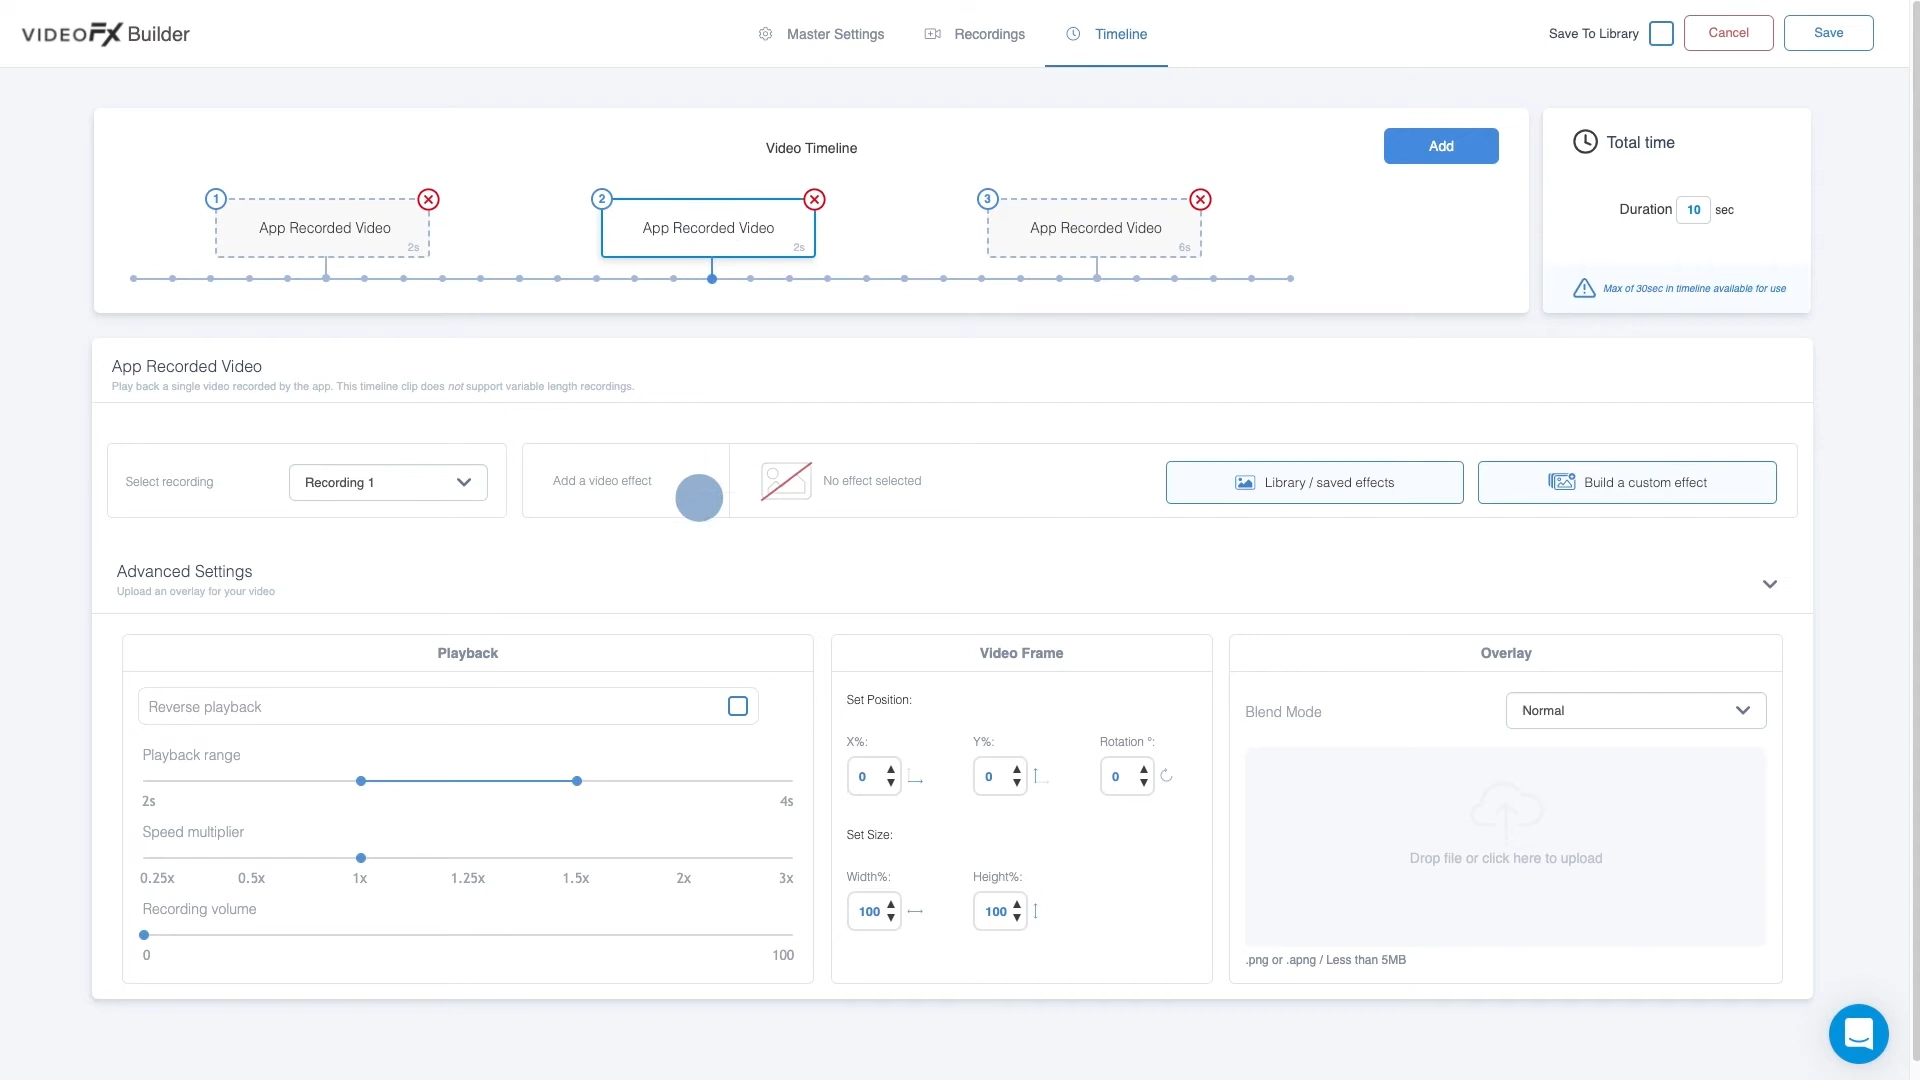 VIDEOFX Builder
Master Settings
Recordings
Timeline
Save To Library
Cancel
Save
Video Timeline
Add
1
App Recorded Video
2s
2
App Recorded Video
2s
3
App Recorded Video
6s
Total time
Duration 10 sec
Max of 30sec in timeline available for use
App Recorded Video
Play back a single video recorded by the app. This timeline clip does not support variable length recordings.
Select recording
Recording 1
Add a video effect
No effect selected
Library / saved effects
Build a custom effect
Advanced Settings
Upload an overlay for your video
Playback
Reverse playback
Playback range
2s
4s
Speed multiplier
0.25x 0.5x 1x 1.25x 1.5x 2x 3x
Recording volume
0
100
Video Frame
Set Position:
X%: Y%: Rotation °:
0 0 0
Set Size:
Width%: Height%:
100 100
Overlay
Blend Mode
Normal
Drop file or click here to upload
.png or .apng / Less than 5MB